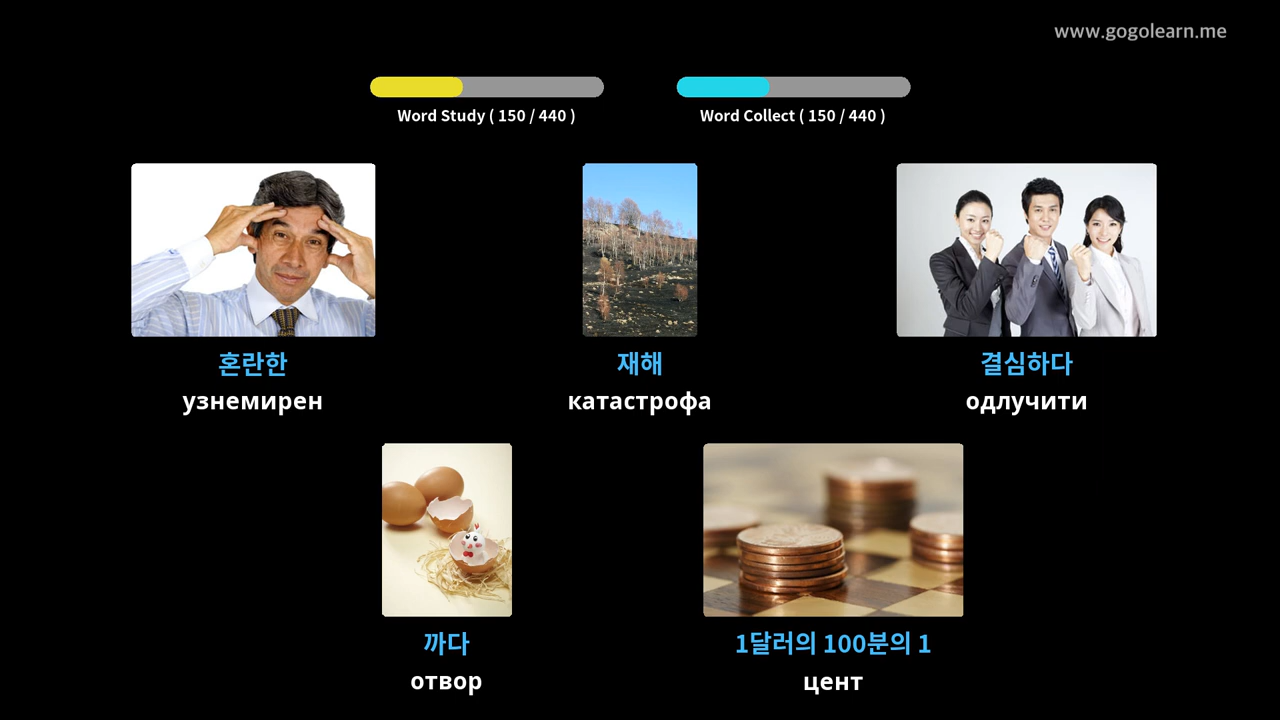 www.gogolearn.me
Word Study ( 150 / 440 )
Word Collect ( 150 / 440 )
혼란한
узнемирен
재해
катастрофа
결심하다
одлучити
까다
отвор
1달러의 100분의 1
цент